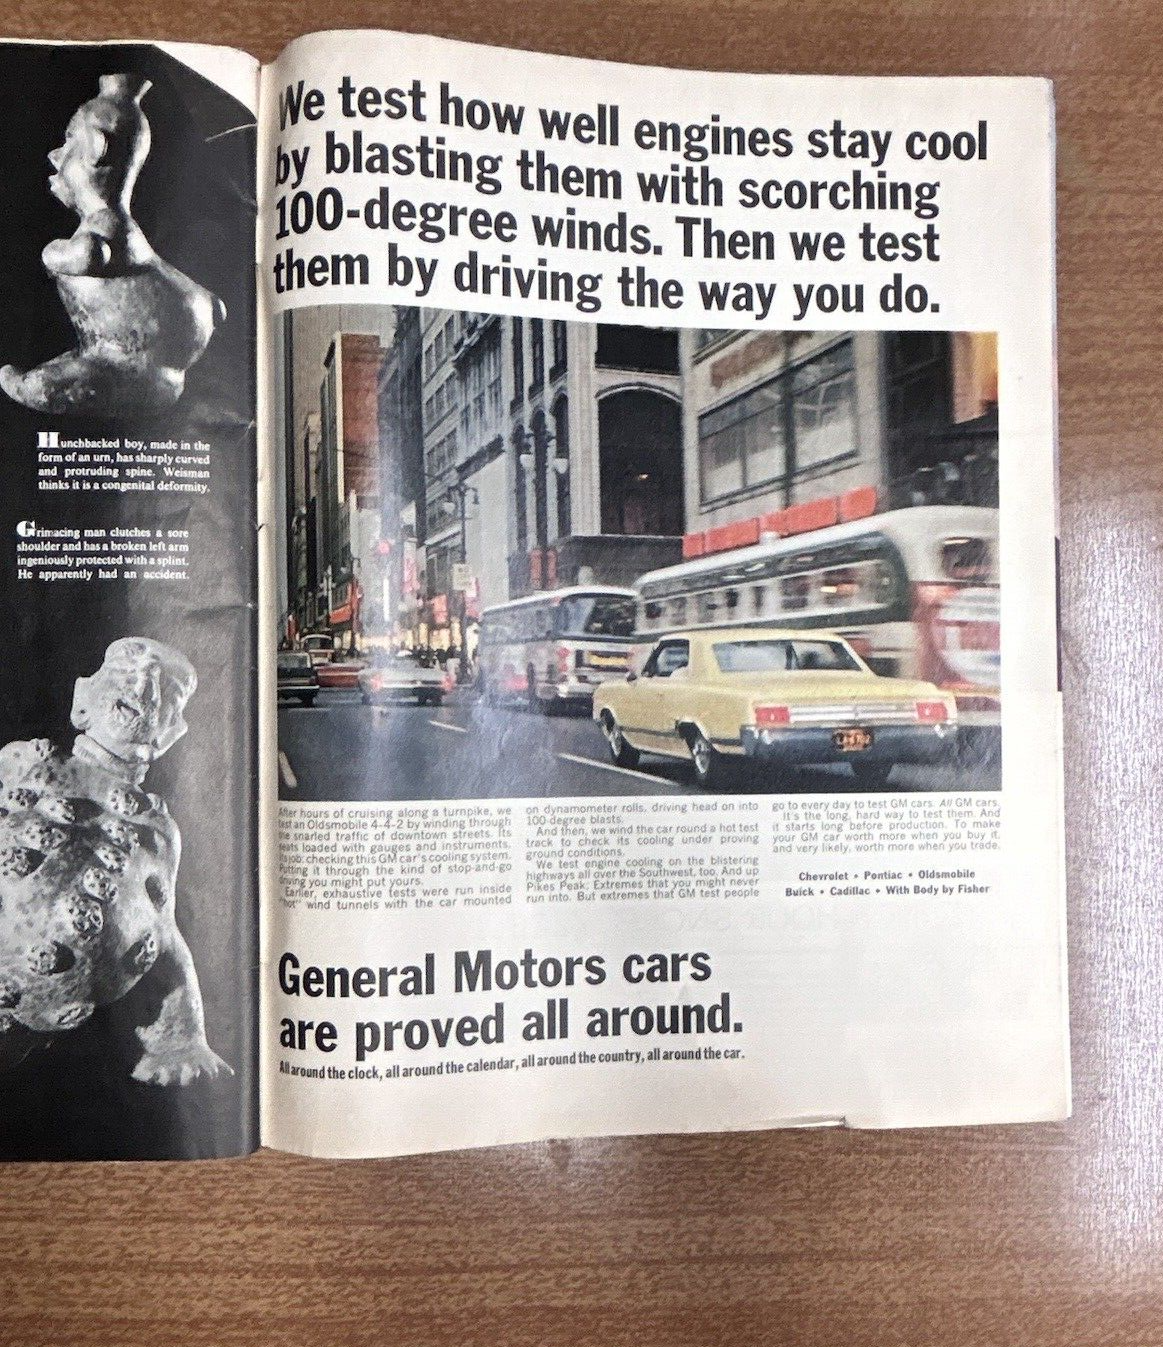 Hunchbacked boy, made in the
form of an urn, has sharply curved
and protruding spine. Weisman
thinks it is a congenital deformity.
Grimacing man clutches a sore
shoulder and has a broken left arm
ingeniously protected with a splint.
He apparently had an accident.
We test how well engines stay cool
by blasting them with scorching
100-degree winds. Then we test
them by driving the way you do.
After hours of cruising along a turnpike, we
test an Oldsmobile 4-4-2 by winding through
the snarled traffic of downtown streets. Its
seats loaded with gauges and instruments.
Its job: checking this GM car's cooling system.
Putting it through the kind of stop-and-go
driving you might put yours.
Earlier, exhaustive tests were run inside
"hot" wind tunnels with the car mounted
on dynamometer rolls, driving head on into
100-degree blasts.
And then, we wind the car round a hot test
track to check its cooling under proving
ground conditions.
We test engine cooling on the blistering
highways all over the Southwest, too. And up
Pikes Peak. Extremes that you might never
run into. But extremes that GM test people
go to every day to test GM cars. All GM cars.
It's the long, hard way to test them. And
it starts long before production. To make
your GM car worth more when you buy it,
and very likely, worth more when you trade.
Chevrolet • Pontiac • Oldsmobile
Buick • Cadillac • With Body by Fisher
General Motors cars
are proved all around.
All around the clock, all around the calendar, all around the country, all around the car.